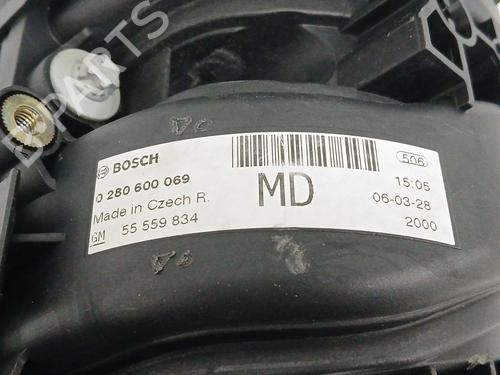 B-PARTS
BOSCH
506
0 280 600 069
MD
15:05
Made in Czech R.
06-03-28
GM 55 559 834
2000